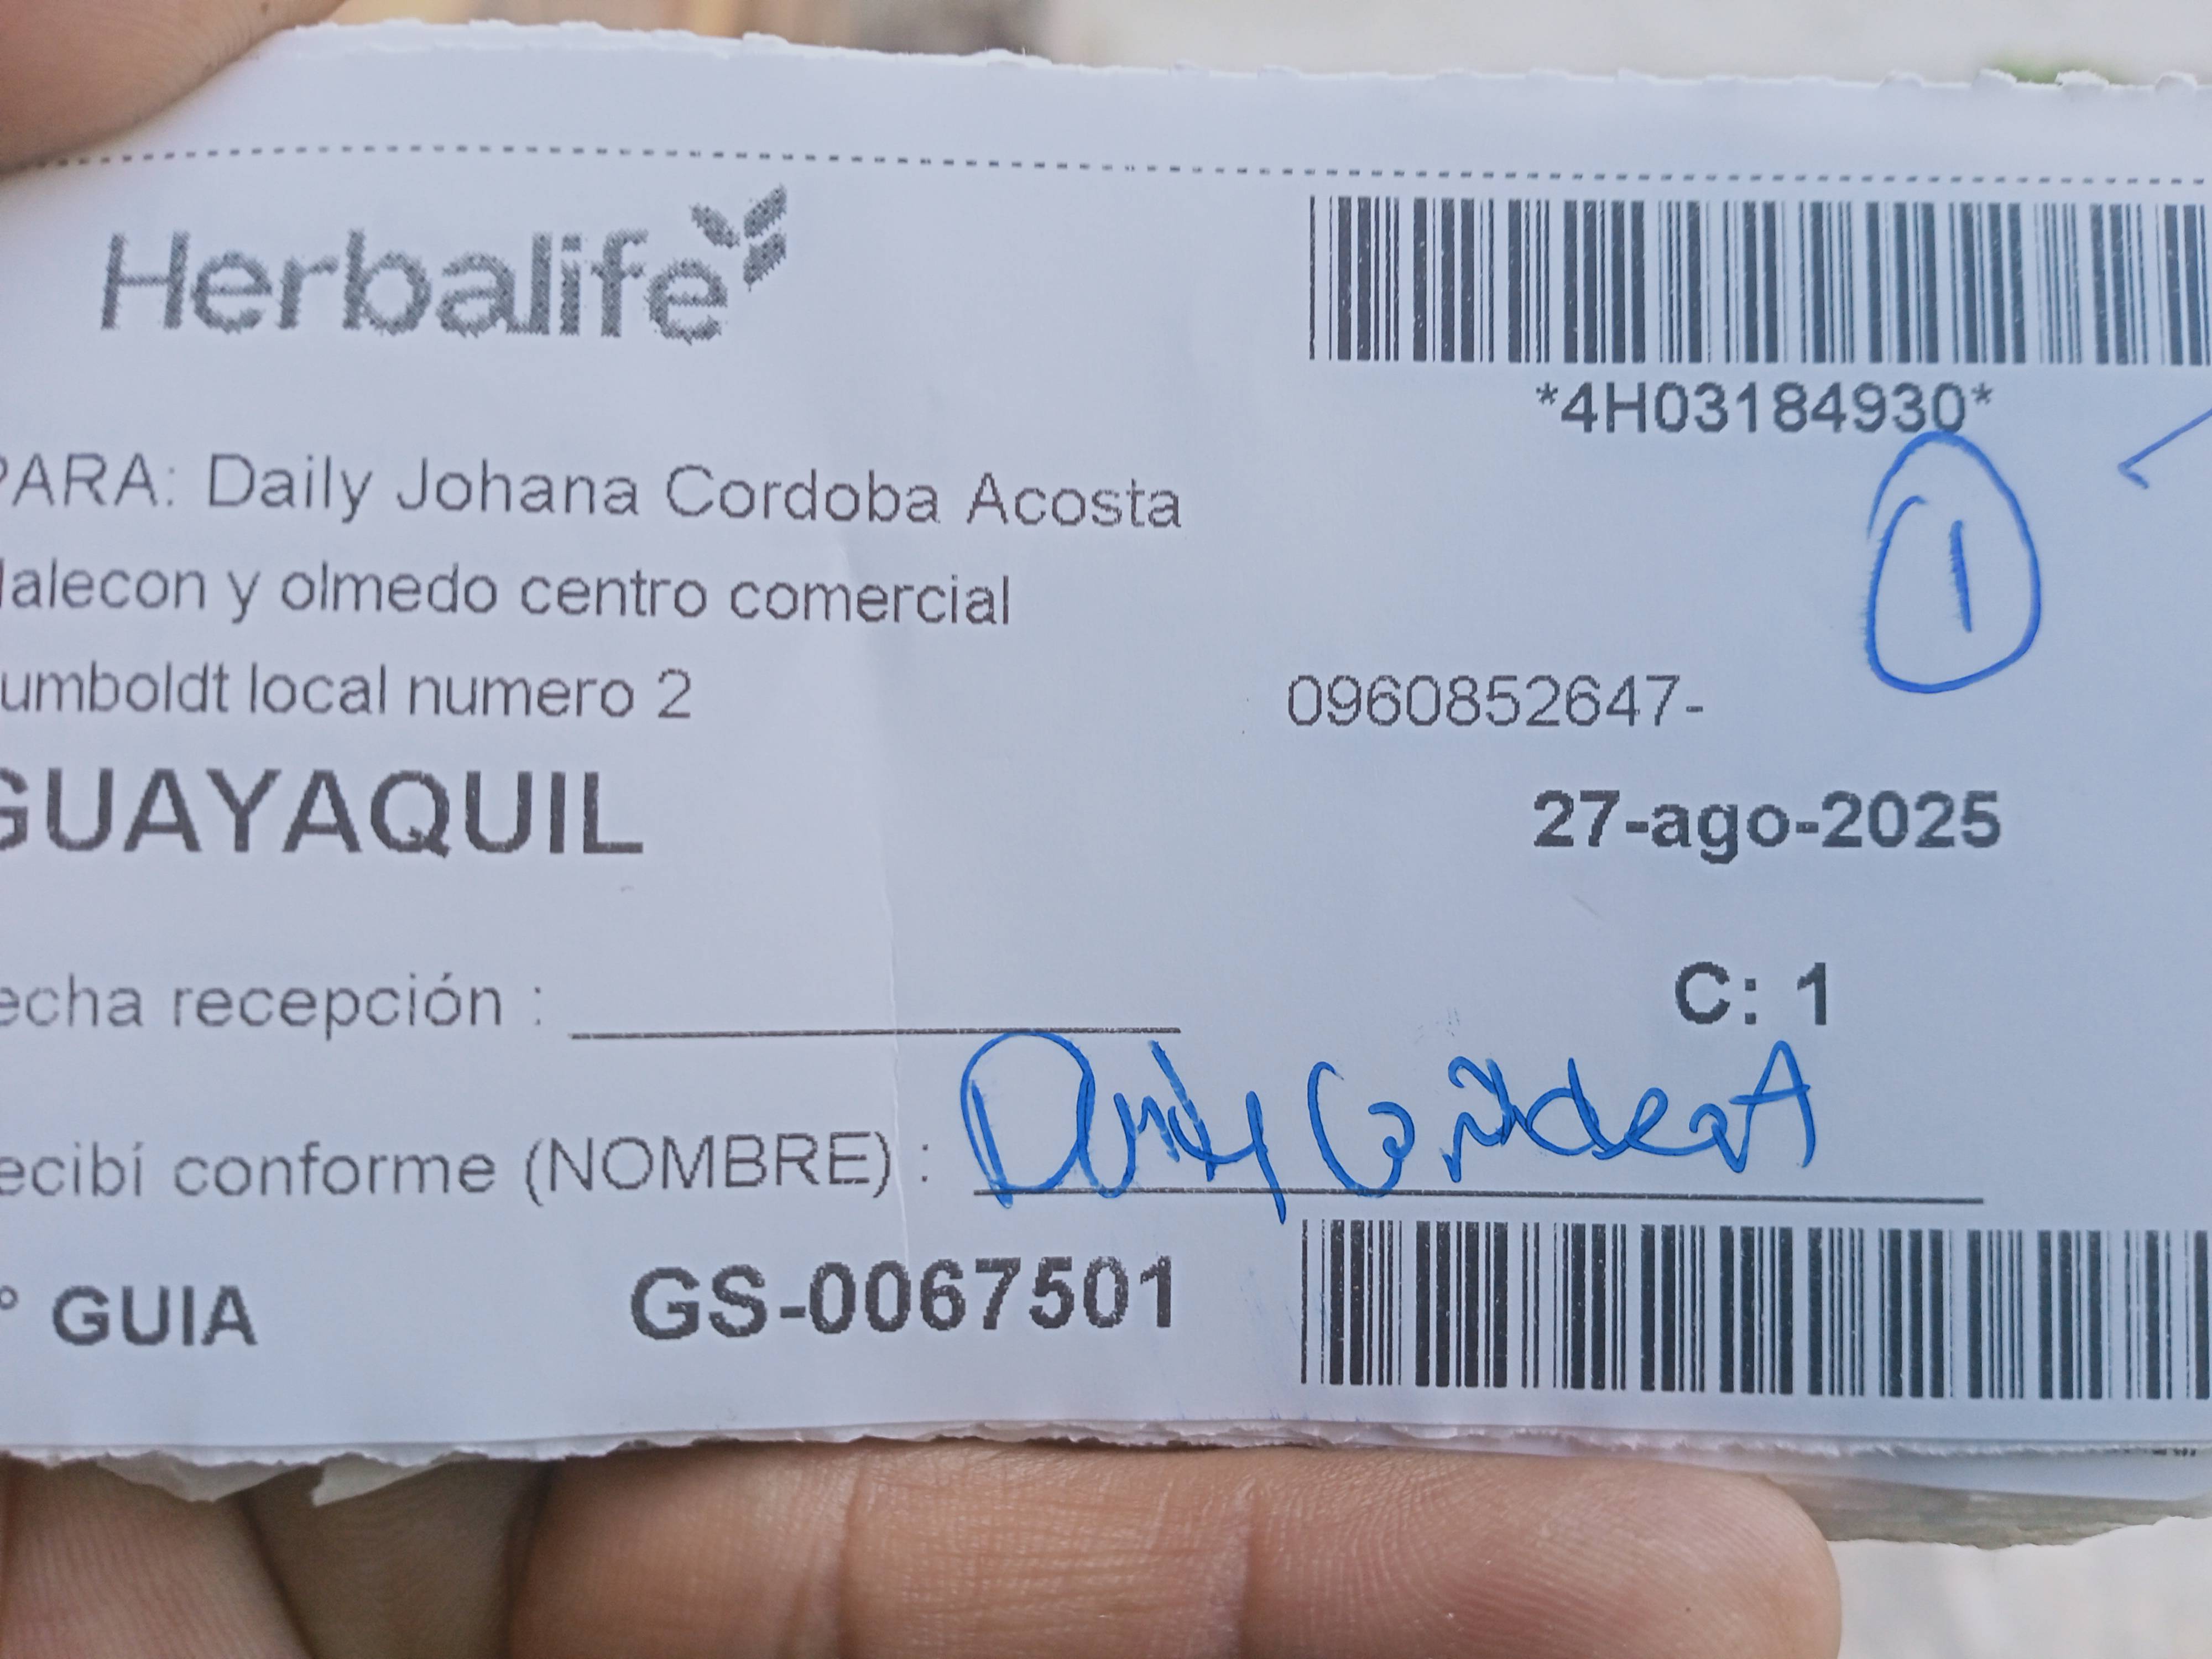 Herbalife
*4H03184930*
PARA: Daily Johana Cordoba Acosta
1
alecon y olmedo centro comercial
umboldt local numero 2
0960852647-
GUAYAQUIL
27-ago-2025
echa recepción :
C: 1
ecibí conforme (NOMBRE) :
° GUIA
GS-0067501